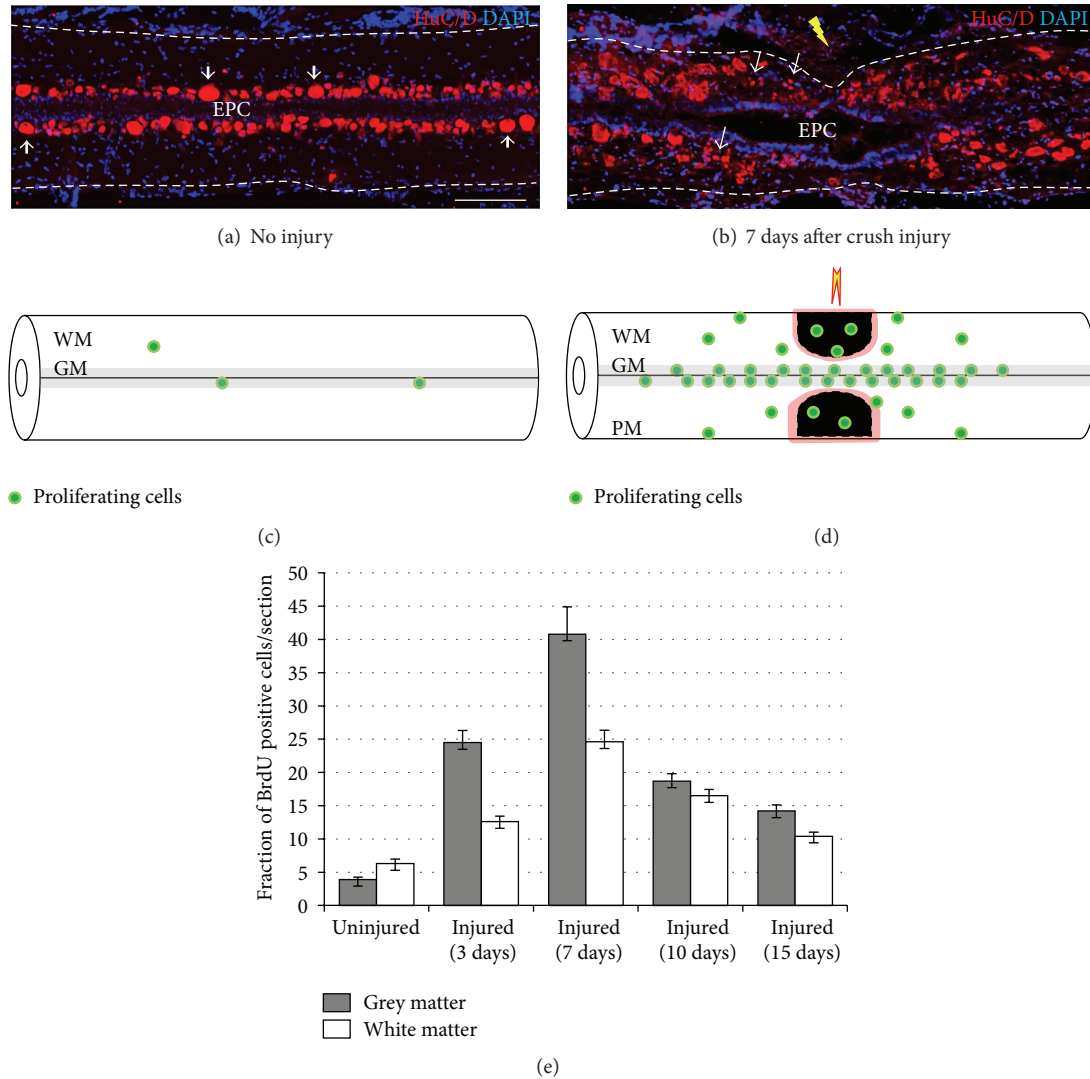 HuC/D DAPI
EPC
(a) No injury
HuC/D DAPI
EPC
(b) 7 days after crush injury
WM
GM
Proliferating cells
(c)
WM
GM
PM
Proliferating cells
(d)
Fraction of BrdU positive cells/section
50
45
40
35
30
25
20
15
10
5
0
Uninjured
Injured
(3 days)
Injured
(7 days)
Injured
(10 days)
Injured
(15 days)
Grey matter
White matter
(e)